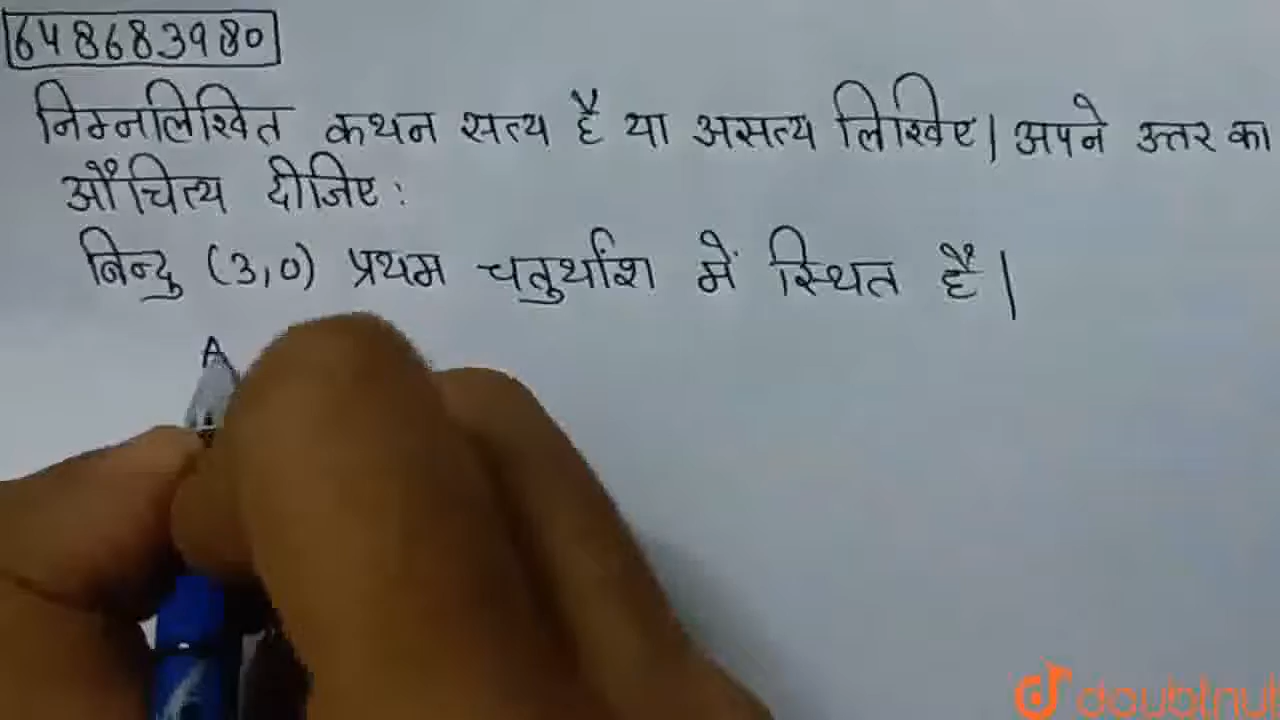 648683980
निम्नलिखित कथन सत्य है या असत्य लिखिए। अपने उत्तर का
औचित्य दीजिए:
बिन्दु (3,0) प्रथम चतुर्थांश में स्थित है।
A
doubtnut